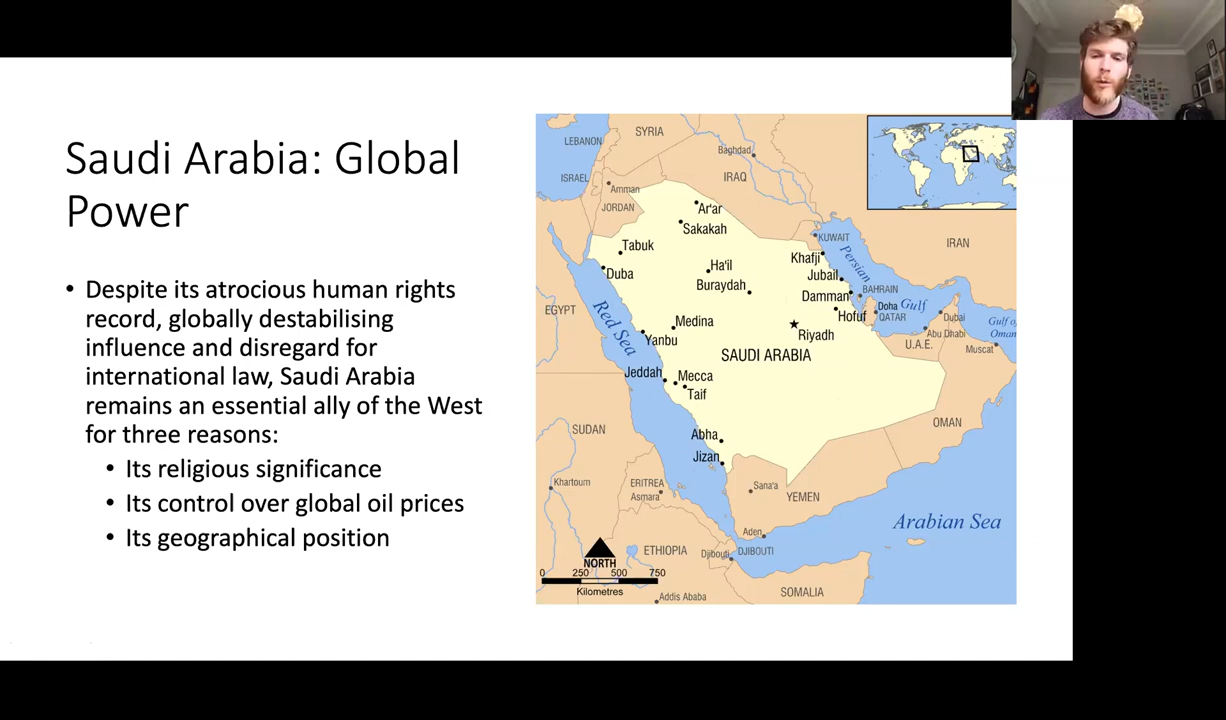 Saudi Arabia: Global
Power
• Despite its atrocious human rights
record, globally destabilising
influence and disregard for
international law, Saudi Arabia
remains an essential ally of the West
for three reasons:
• Its religious significance
• Its control over global oil prices
• Its geographical position
SYRIA
LEBANON
Baghdad
ISRAEL
Amman
IRAQ
JORDAN
Ar'ar
Sakakah
KUWAIT
IRAN
Tabuk
Khafji
Persian
Gulf
Ha'il
Duba
Jubail
Buraydah
BAHRAIN
Damman
Doha
QATAR
Hofuf
EGYPT
Red Sea
Dubai
Gulf of
Oman
Medina
Riyadh
Abu Dhabi
Yanbu
U.A.E.
Muscat
SAUDI ARABIA
Jeddah
Mecca
Taif
OMAN
SUDAN
Abha
Jizan
Khartoum
ERITREA
Asmara
Sana'a
YEMEN
Arabian Sea
Aden
ETHIOPIA
Djibouti
DJIBOUTI
NORTH
0 250 500 750
Kilometres
SOMALIA
Addis Ababa